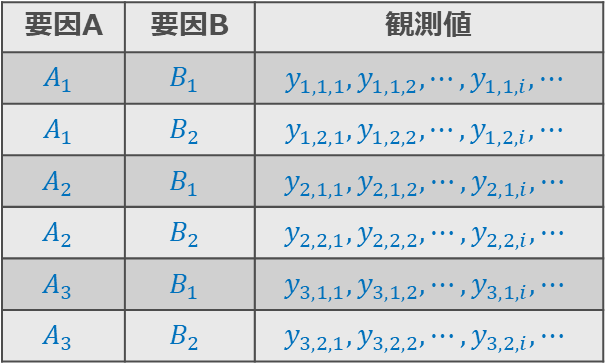 要因A 要因B 観測値
A₁ B₁ y₁,₁,₁, y₁,₁,₂, ⋯ , y₁,₁,ᵢ, ⋯
A₁ B₂ y₁,₂,₁, y₁,₂,₂, ⋯ , y₁,₂,ᵢ, ⋯
A₂ B₁ y₂,₁,₁, y₂,₁,₂, ⋯ , y₂,₁,ᵢ, ⋯
A₂ B₂ y₂,₂,₁, y₂,₂,₂, ⋯ , y₂,₂,ᵢ, ⋯
A₃ B₁ y₃,₁,₁, y₃,₁,₂, ⋯ , y₃,₁,ᵢ, ⋯
A₃ B₂ y₃,₂,₁, y₃,₂,₂, ⋯ , y₃,₂,ᵢ, ⋯